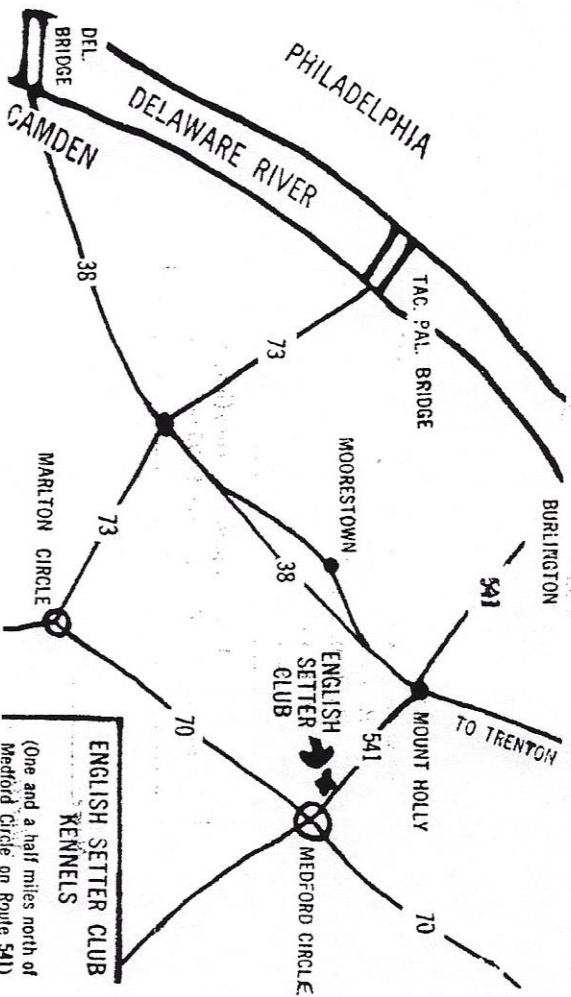 PHILADELPHIA
DEL.
BRIDGE
DELAWARE RIVER
CAMDEN
TAC. PAL. BRIDGE
BURLINGTON
38
73
541
MOORESTOWN
38
73
MARLTON CIRCLE
ENGLISH
SETTER
CLUB
541
MOUNT HOLLY
TO TRENTON
70
MEDFORD CIRCLE
70
ENGLISH SETTER CLUB
KENNELS
(One and a half miles north of
Medford Circle on Route 541)